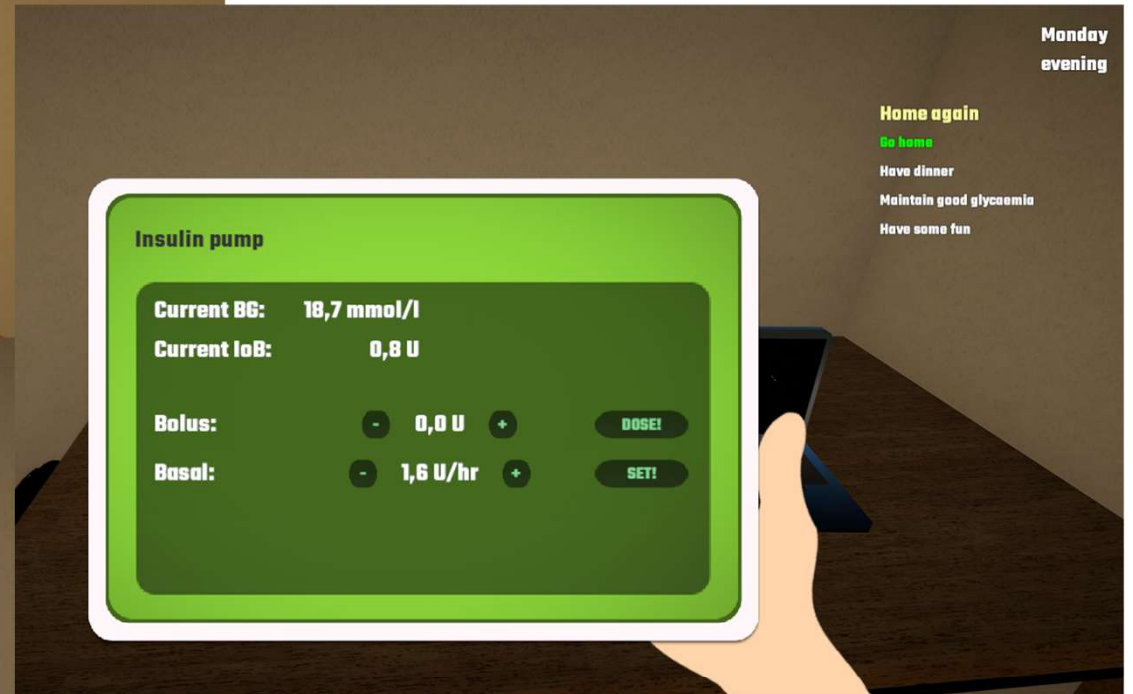 Monday
evening
Home again
Go home
Have dinner
Maintain good glycaemia
Have some fun
Insulin pump
Current BG: 18,7 mmol/l
Current IoB: 0,8 U
Bolus: - 0,0 U + DOSE!
Basal: - 1,6 U/hr + SET!